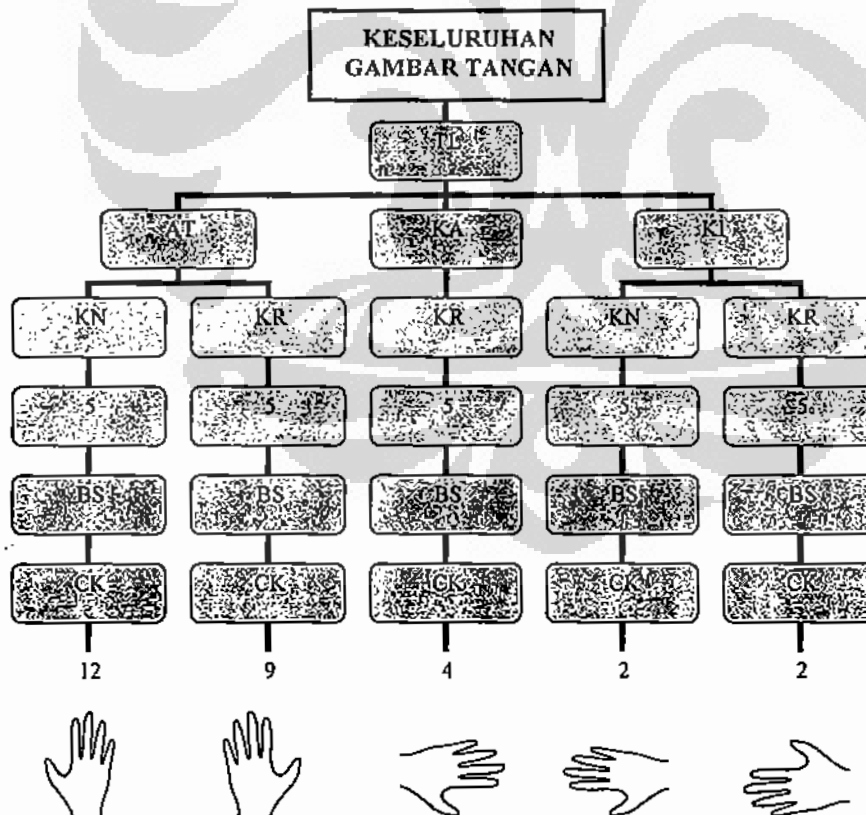 KESELURUHAN
GAMBAR TANGAN
TL
AT KA KI
KN KR KR KN KR
5 5 5 5 5
BS BS BS BS BS
CK CK CK CK CK
12 9 4 2 2